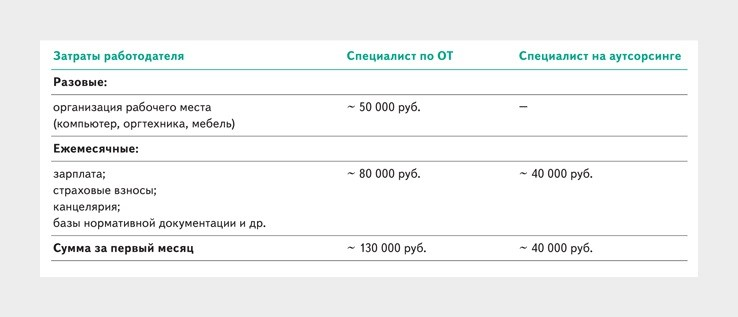 Затраты работодателя Специалист по ОТ Специалист на аутсорсинге
Разовые:
организация рабочего места ~ 50 000 руб. —
(компьютер, оргтехника, мебель)
Ежемесячные:
зарплата; ~ 80 000 руб. ~ 40 000 руб.
страховые взносы;
канцелярия;
базы нормативной документации и др.
Сумма за первый месяц ~ 130 000 руб. ~ 40 000 руб.